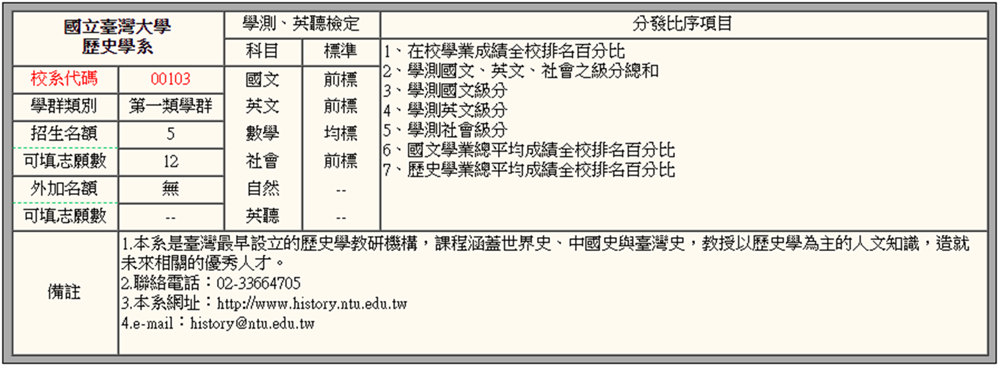 國立臺灣大學
歷史學系
學測、英聽檢定
分發比序項目
科目
標準
校系代碼
00103
學群類別
第一類學群
招生名額
5
可填志願數
12
外加名額
無
可填志願數
--
國文
前標
英文
前標
數學
均標
社會
前標
自然
--
英聽
--
1、在校學業成績全校排名百分比
2、學測國文、英文、社會之級分總和
3、學測國文級分
4、學測英文級分
5、學測社會級分
6、國文學業總平均成績全校排名百分比
7、歷史學業總平均成績全校排名百分比
備註
1.本系是臺灣最早設立的歷史學教研機構，課程涵蓋世界史、中國史與臺灣史，教授以歷史學為主的人文知識，造就
未來相關的優秀人才。
2.聯絡電話：02-33664705
3.本系網址：http://www.history.ntu.edu.tw
4.e-mail：history@ntu.edu.tw